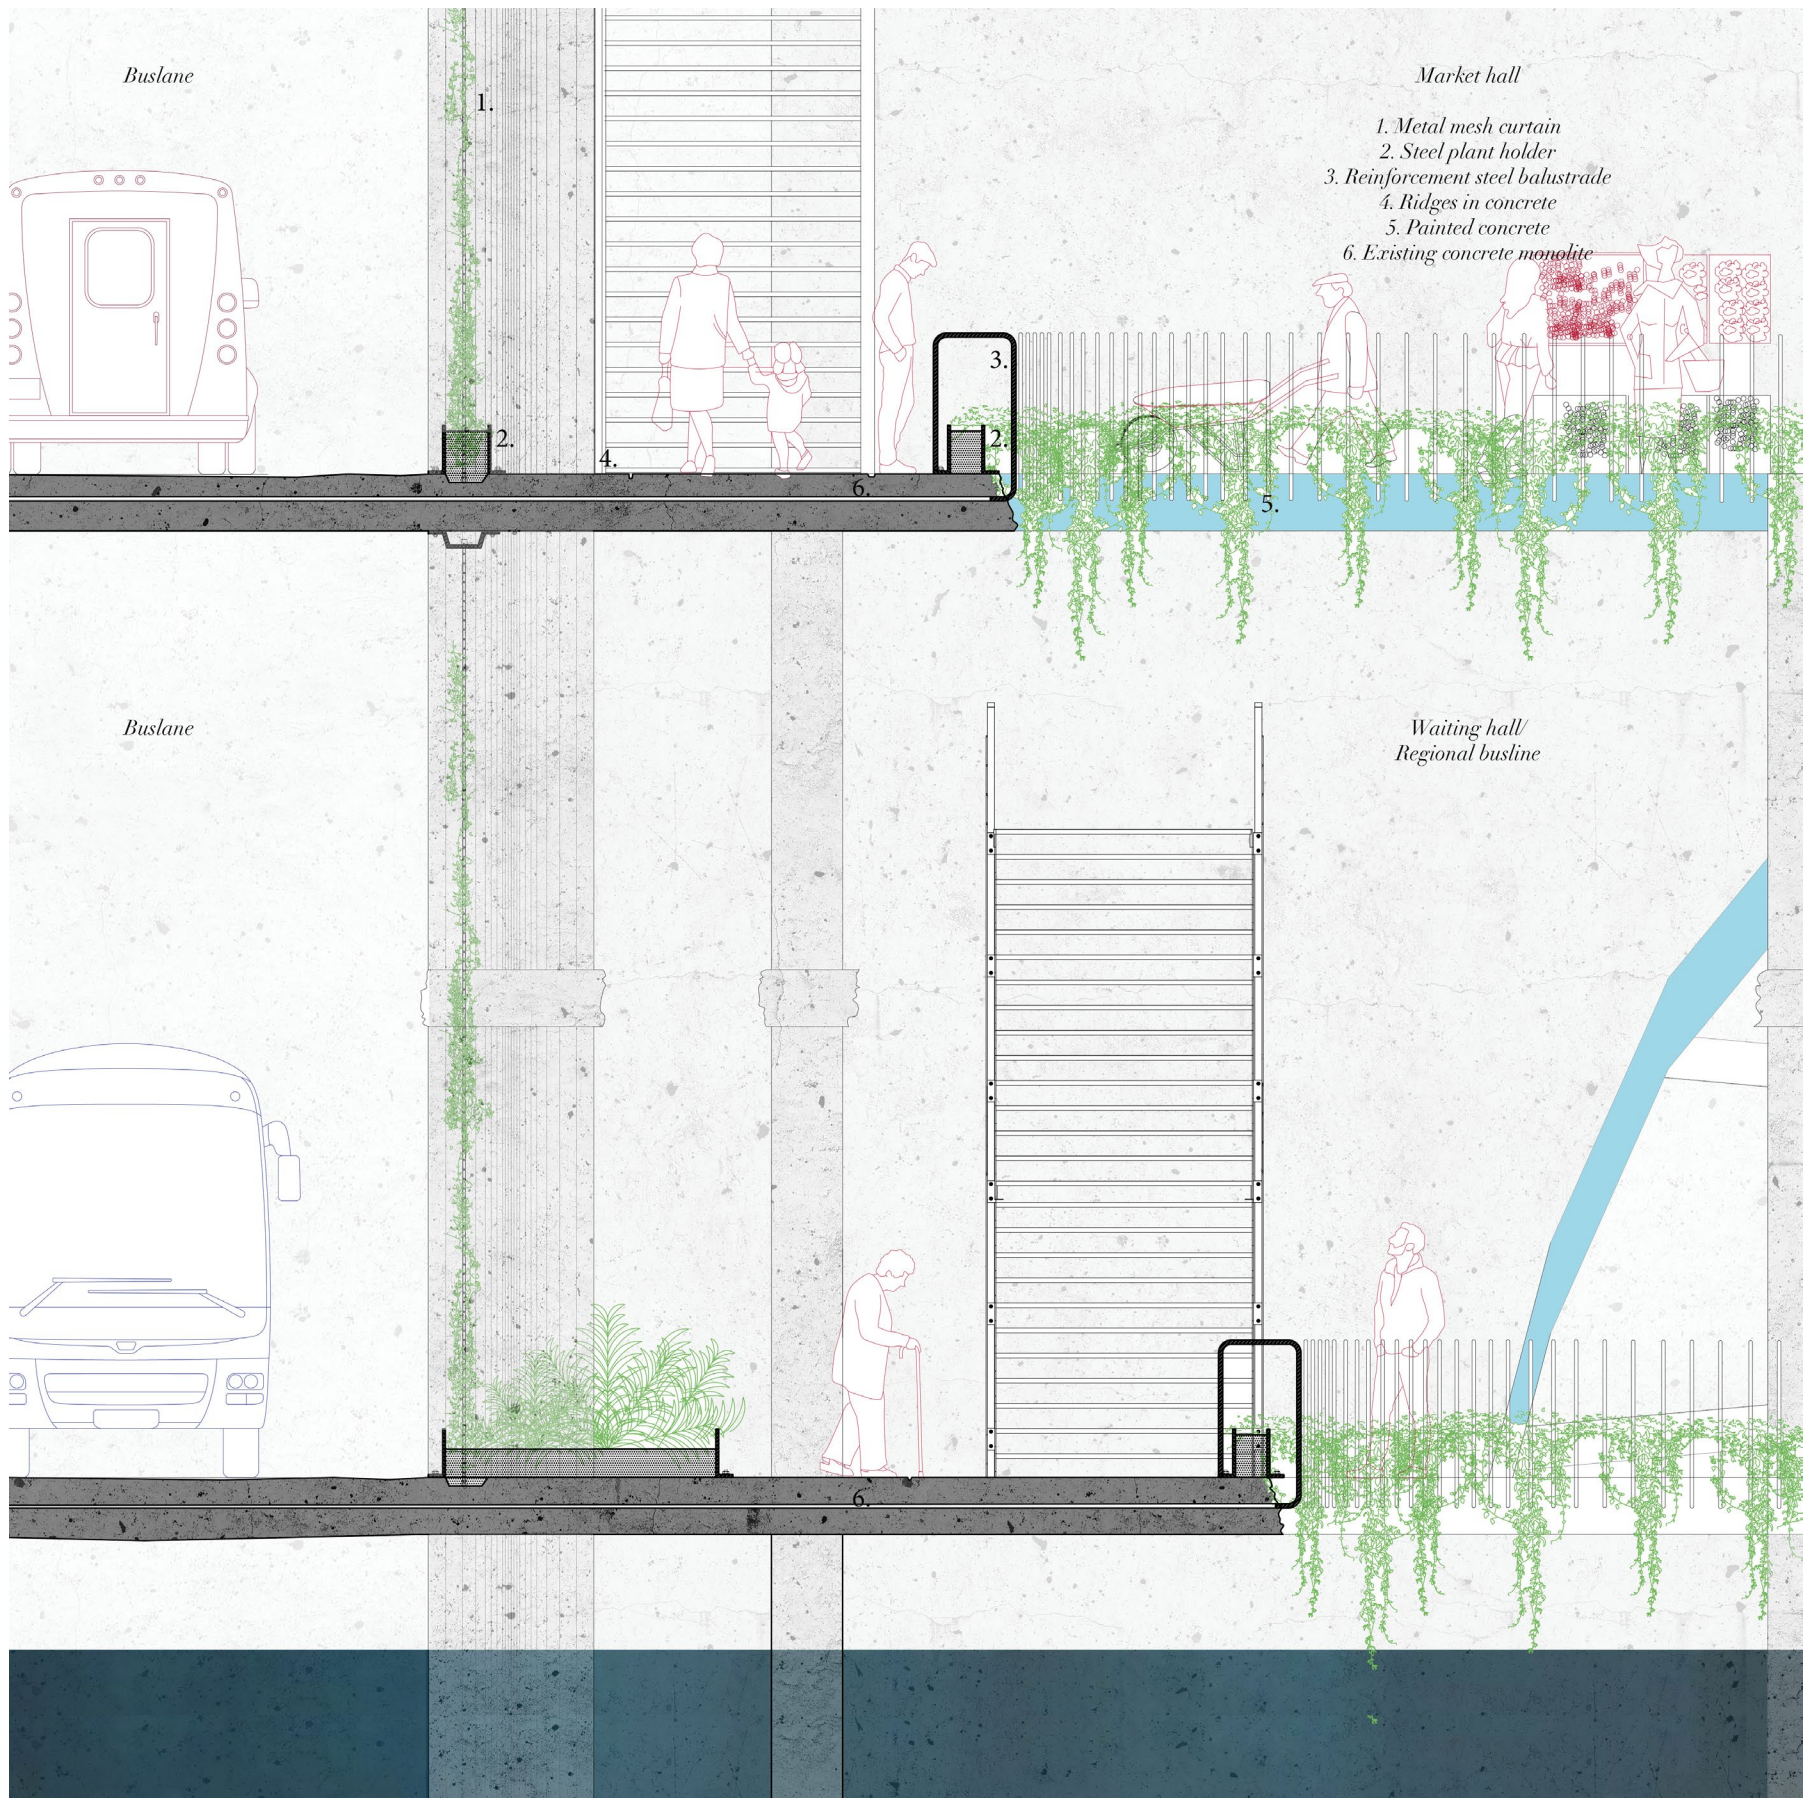 Buslane
Market hall
1. Metal mesh curtain
2. Steel plant holder
3. Reinforcement steel balustrade
4. Ridges in concrete
5. Painted concrete
6. Existing concrete monolite
1.
3.
2.
2.
4.
6.
5.
Buslane
Waiting hall/
Regional busline
6.